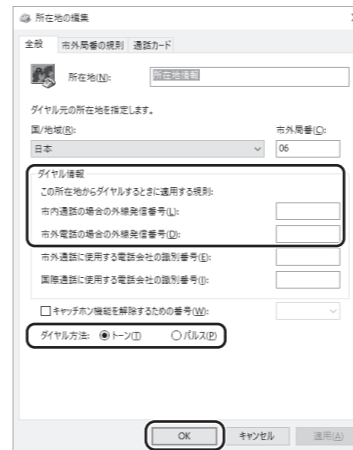 所在地の編集
全般 市外局番の規則 通話カード
所在地(N): 所在地情報
ダイヤル元の所在地を指定します。
国/地域(R): 市外局番(C):
日本 06
ダイヤル情報
この所在地からダイヤルするときに適用する規則:
市内通話の場合の外線発信番号(L):
市外電話の場合の外線発信番号(D):
市外通話に使用する電話会社の識別番号(E):
国際通話に使用する電話会社の識別番号(I):
キャッチホン機能を解除するための番号(W):
ダイヤル方法: トーン(T) パルス(P)
OK キャンセル 適用(A)